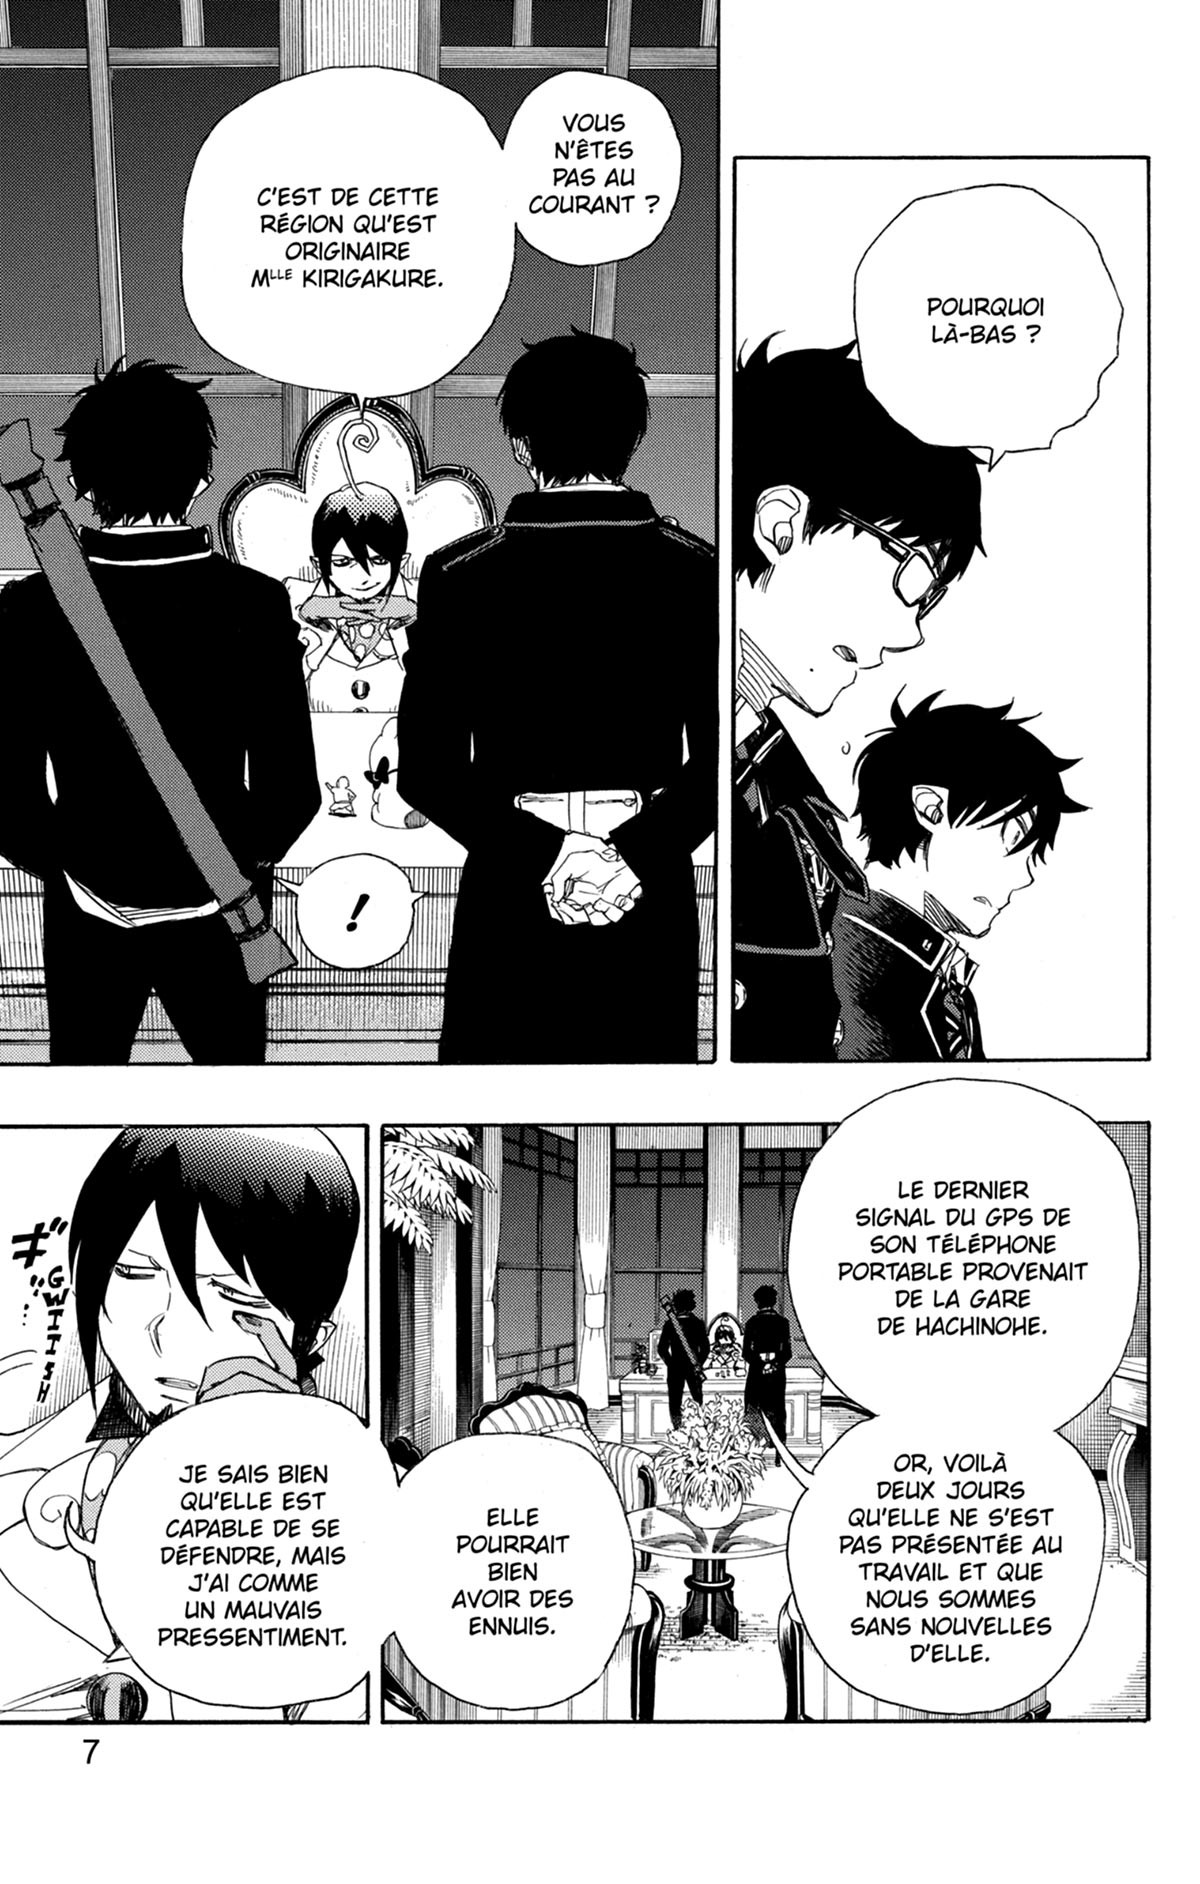 POURQUOI
LÀ-BAS ?
VOUS
N'ÊTES
PAS AU
COURANT ?
C'EST DE CETTE
RÉGION QU'EST
ORIGINAIRE
MLLE KIRIGAKURE.
!
LE DERNIER
SIGNAL DU GPS DE
SON TÉLÉPHONE
PORTABLE PROVENAIT
DE LA GARE
DE HACHINOHE.
OR, VOILÀ
DEUX JOURS
QU'ELLE NE S'EST
PAS PRÉSENTÉE AU
TRAVAIL ET QUE
NOUS SOMMES
SANS NOUVELLES
D'ELLE.
ELLE
POURRAIT
BIEN
AVOIR DES
ENNUIS.
ギ...
GWIISH
JE SAIS BIEN
QU'ELLE EST
CAPABLE DE SE
DÉFENDRE, MAIS
J'AI COMME
UN MAUVAIS
PRESSENTIMENT.
7